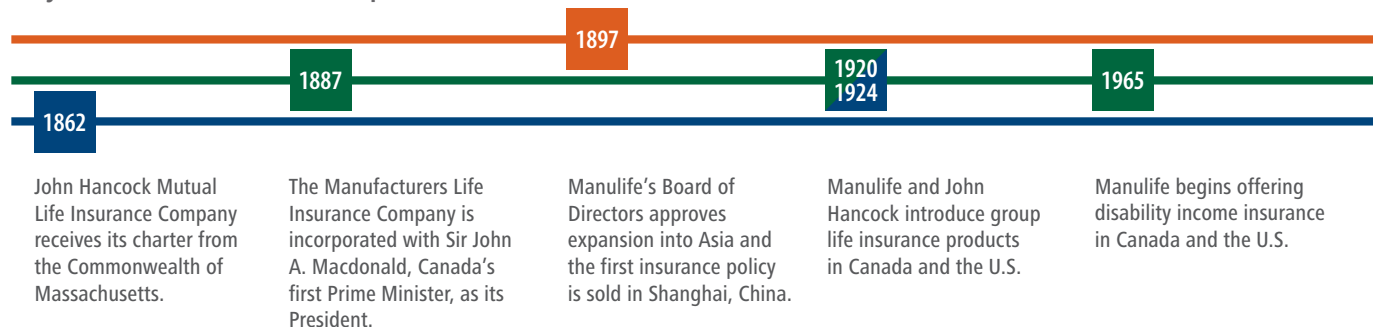 1897
1887
1920
1924
1965
1862
John Hancock Mutual
Life Insurance Company
receives its charter from
the Commonwealth of
Massachusetts.
The Manufacturers Life
Insurance Company is
incorporated with Sir John
A. Macdonald, Canada’s
first Prime Minister, as its
President.
Manulife’s Board of
Directors approves
expansion into Asia and
the first insurance policy
is sold in Shanghai, China.
Manulife and John
Hancock introduce group
life insurance products
in Canada and the U.S.
Manulife begins offering
disability income insurance
in Canada and the U.S.